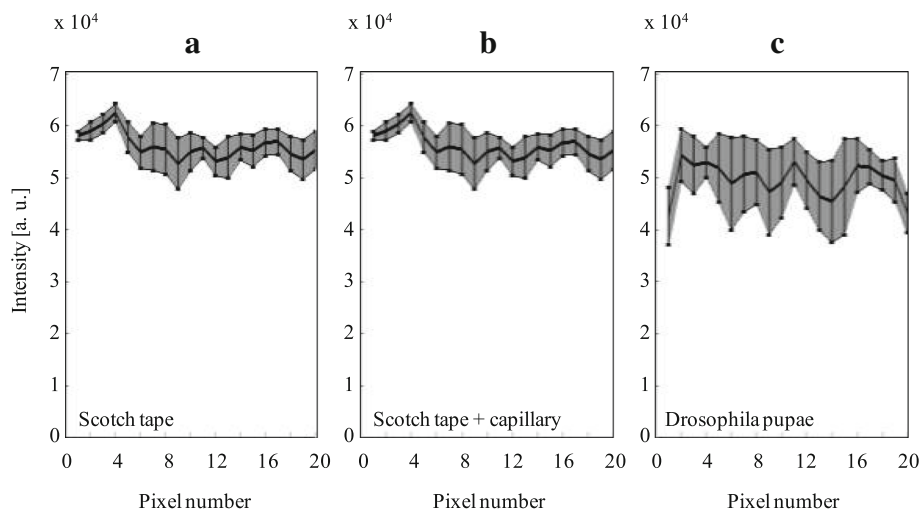 x 10⁴ x 10⁴ x 10⁴
a b c
7 7 7
6 6 6
5 5 5
4 4 4
3 3 3
2 2 2
1 1 1
0 0 0
Intensity [a. u.]
Scotch tape Scotch tape + capillary Drosophila pupae
0 4 8 12 16 20 0 4 8 12 16 20 0 4 8 12 16 20
Pixel number Pixel number Pixel number